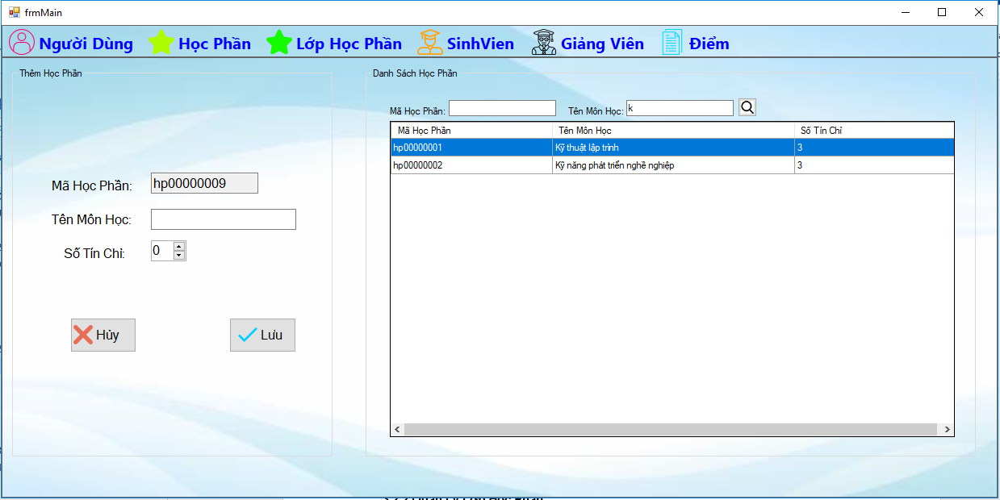 frmMain
Người Dùng Học Phần Lớp Học Phần SinhVien Giảng Viên Điểm
Thêm Học Phần
Mã Học Phần: hp00000009
Tên Môn Học:
Số Tín Chỉ: 0
Hủy Lưu
Danh Sách Học Phần
Mã Học Phần: Tên Môn Học: k
Mã Học Phần Tên Môn Học Số Tín Chỉ
hp00000001 Kỹ thuật lập trình 3
hp00000002 Kỹ năng phát triển nghề nghiệp 3